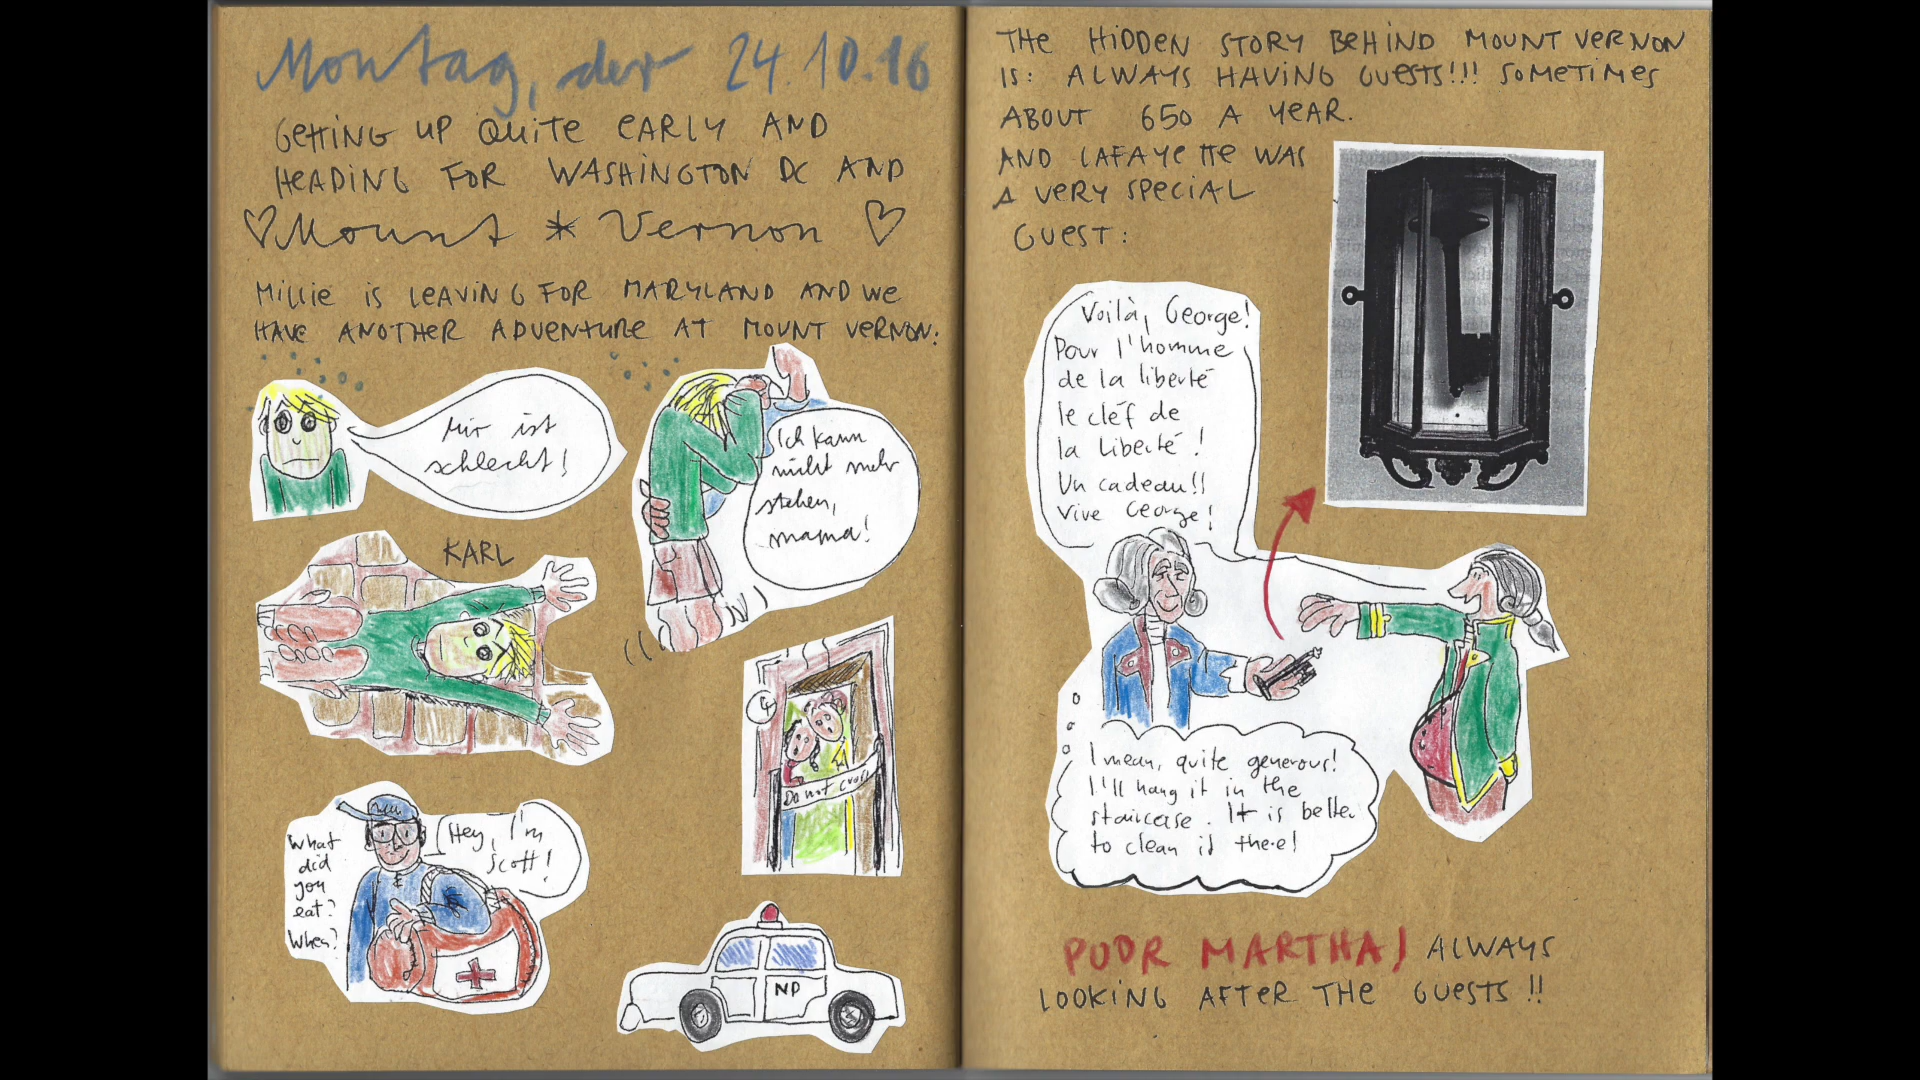 Montag, der 24.10.16
GETTING UP QUITE EARLY AND
HEADING FOR WASHINGTON DC AND
♡ Mount * Vernon ♡
MILLIE IS LEAVING FOR MARYLAND AND WE
HAVE ANOTHER ADVENTURE AT MOUNT VERNON:
Mir ist
schlecht!
Ich kann
nicht mehr
stehen,
mama!
KARL
Do not cross
What
did
you
eat?
When?
Hey, I'm
Scott!
NP
THE HIDDEN STORY BEHIND MOUNT VERNON
IS: ALWAYS HAVING GUESTS!!! SOMETIMES
ABOUT 650 A YEAR.
AND LAFAYETTE WAS
A VERY SPECIAL
GUEST:
Voilà, George!
Pour l'homme
de la liberté
le cléf de
la Liberté!
Un cadeau!!
Vive George!
I mean, quite generous!
I'll hang it in the
staircase. It is better
to clean it there!
POOR MARTHA, ALWAYS
LOOKING AFTER THE GUESTS!!